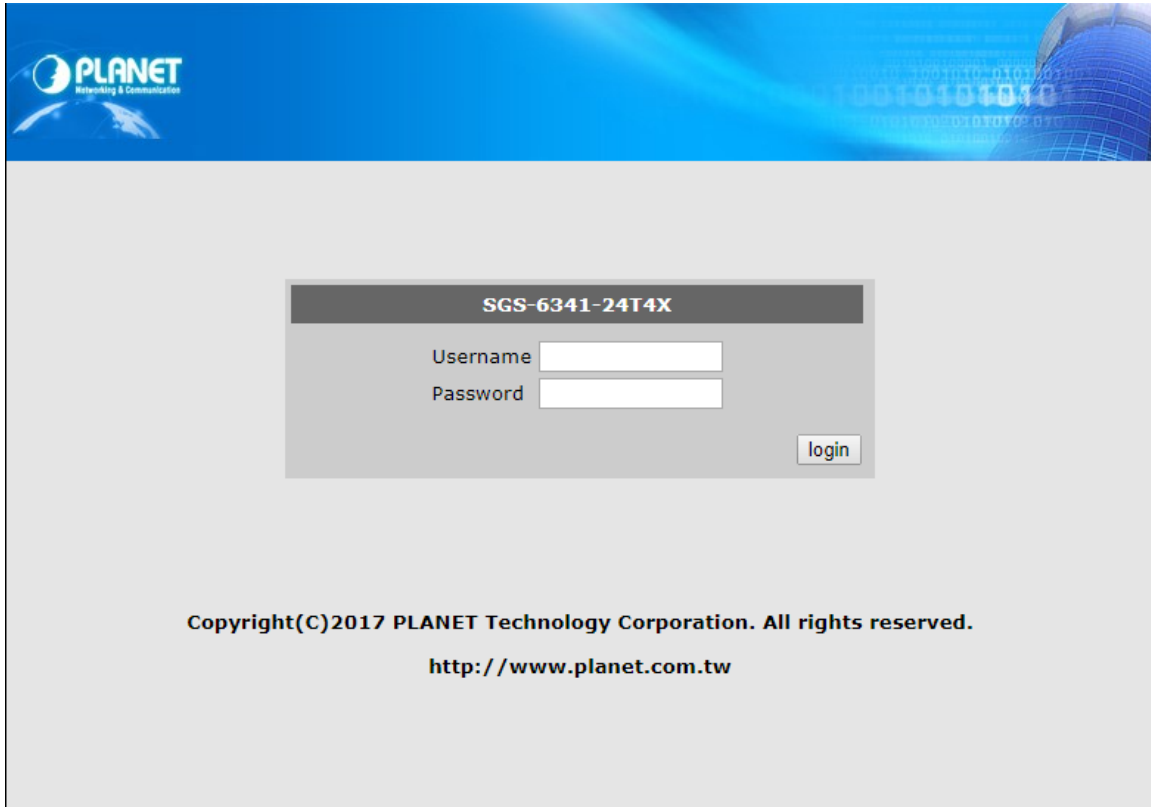 PLANET
Networking & Communication
SGS-6341-24T4X
Username
Password
login
Copyright(C)2017 PLANET Technology Corporation. All rights reserved.
http://www.planet.com.tw